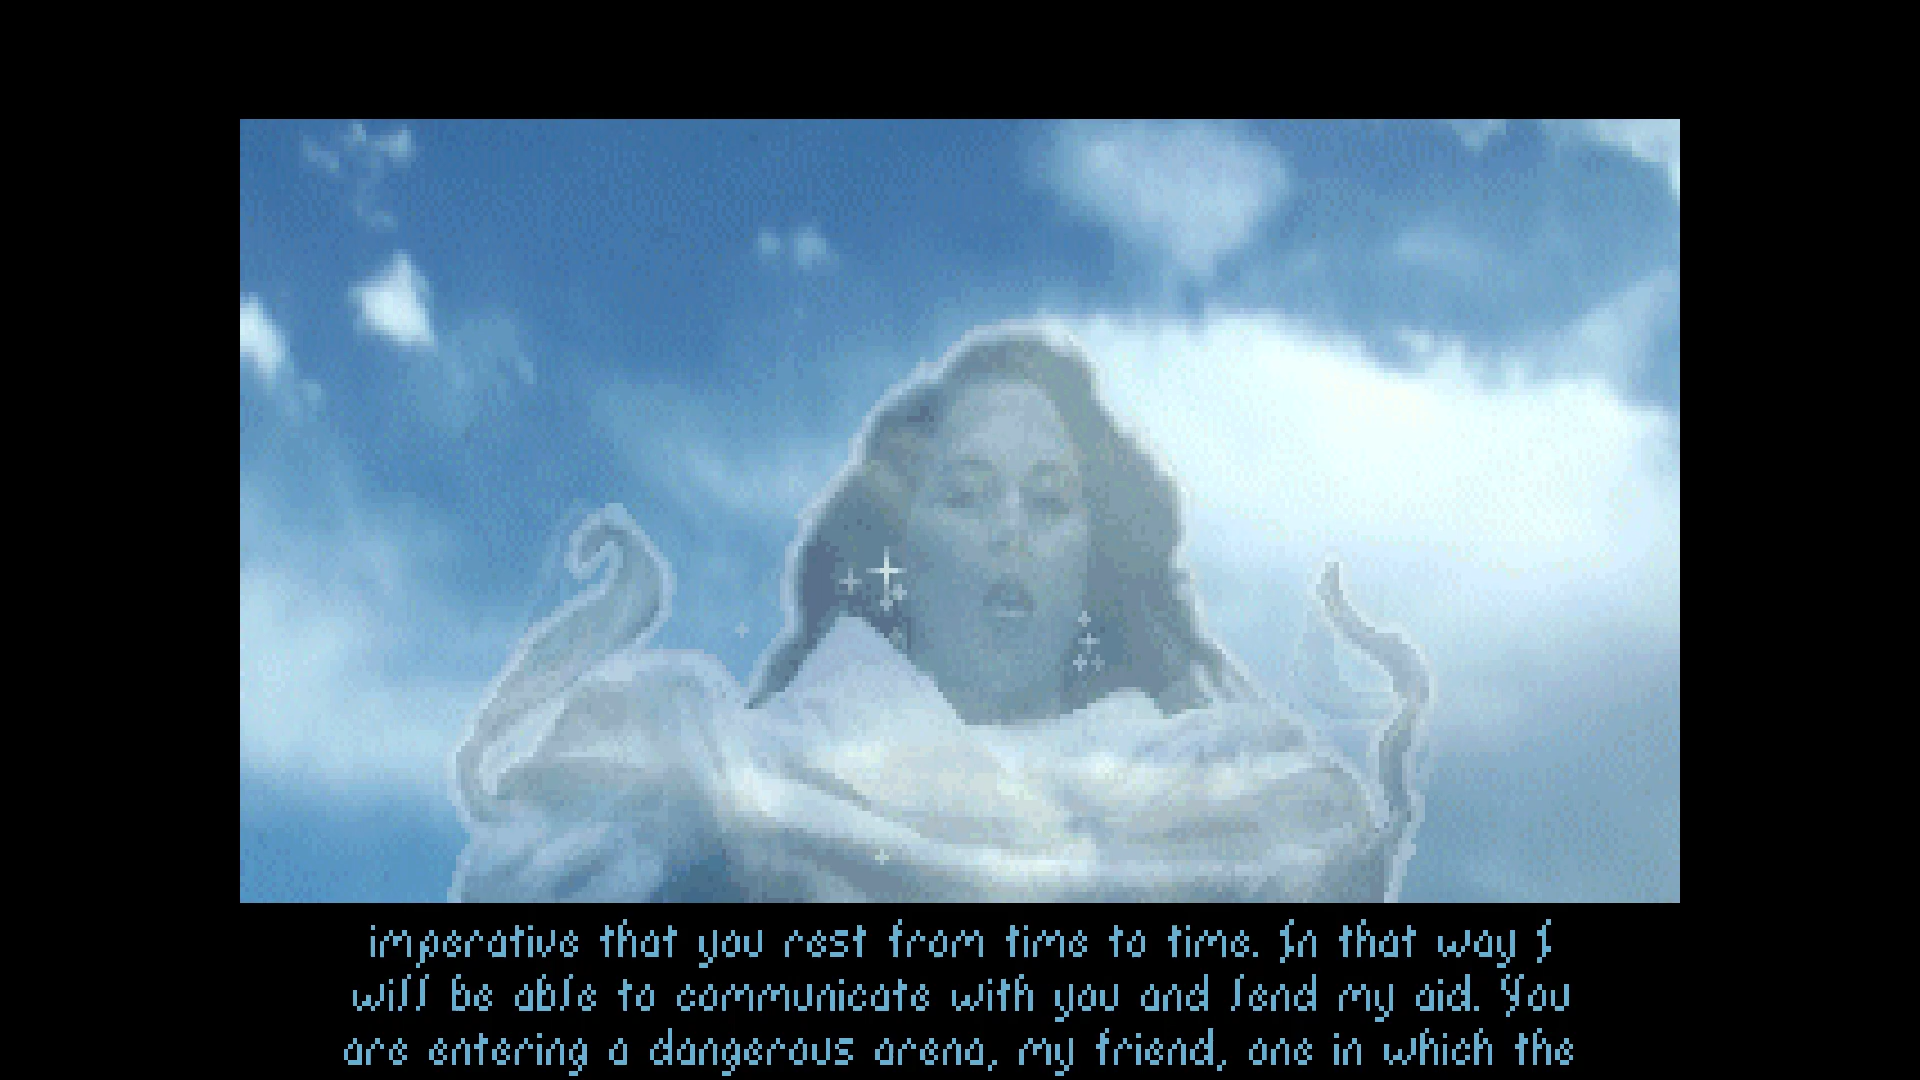 imperative that you rest from time to time. In that way I
will be able to communicate with you and lend my aid. You
are entering a dangerous arena, my friend, one in which the